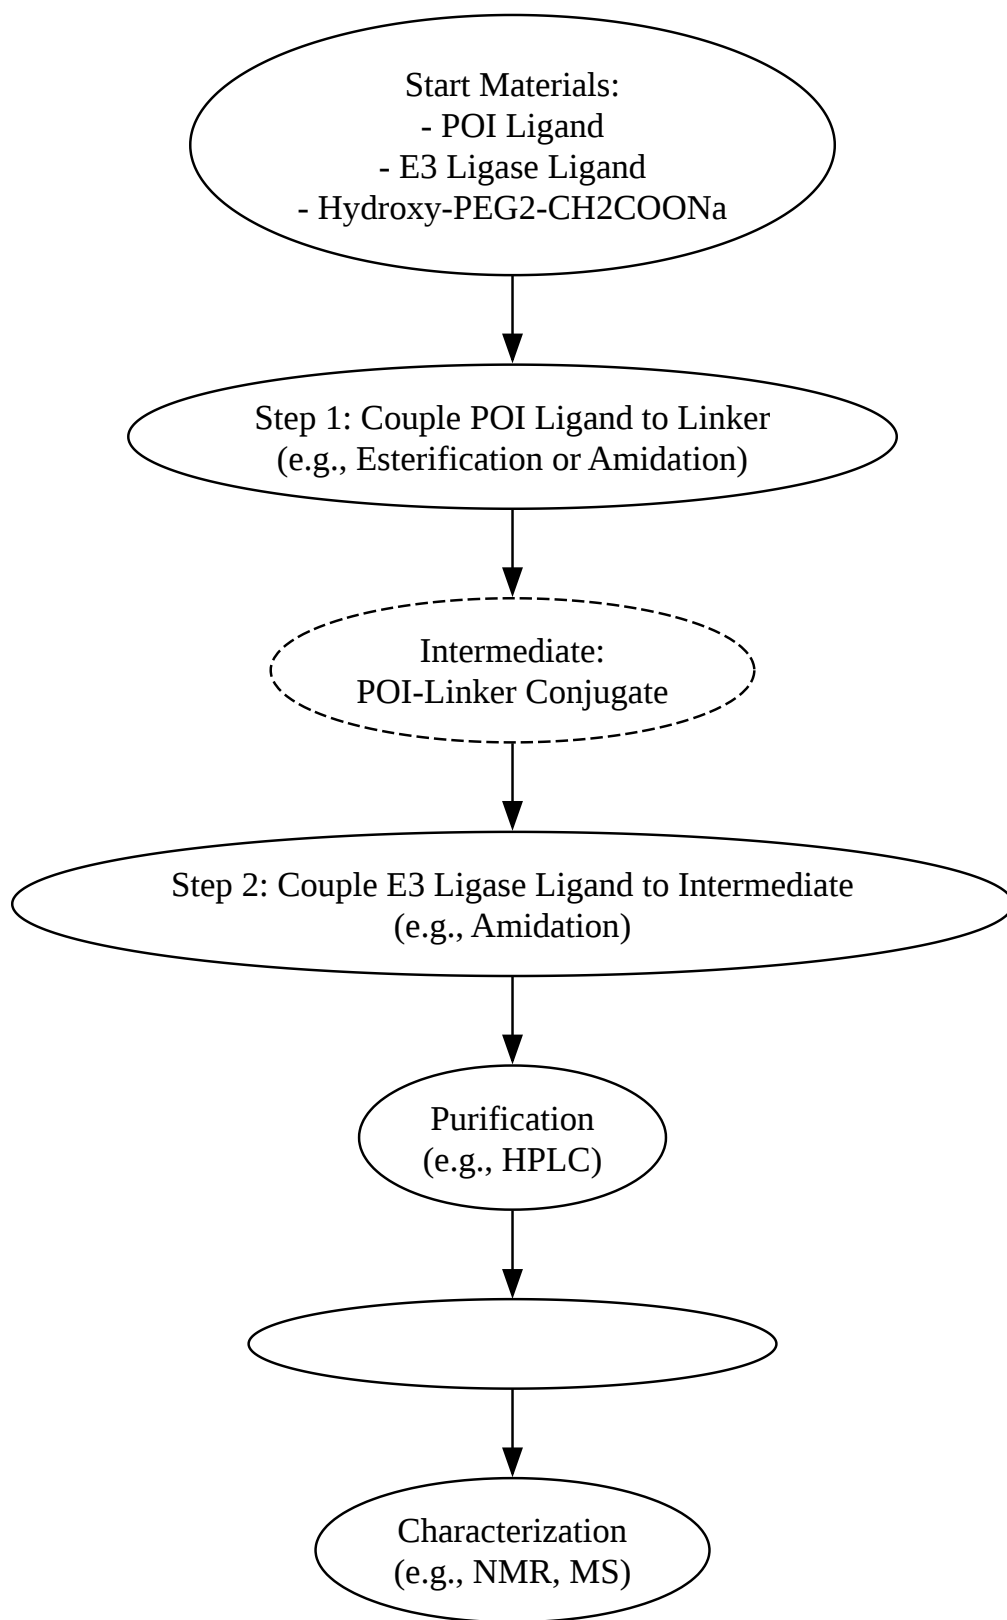 Start Materials:
- POI Ligand
- E3 Ligase Ligand
- Hydroxy-PEG2-CH2COONa
Step 1: Couple POI Ligand to Linker
(e.g., Esterification or Amidation)
Intermediate:
POI-Linker Conjugate
Step 2: Couple E3 Ligase Ligand to Intermediate
(e.g., Amidation)
Purification
(e.g., HPLC)
Characterization
(e.g., NMR, MS)